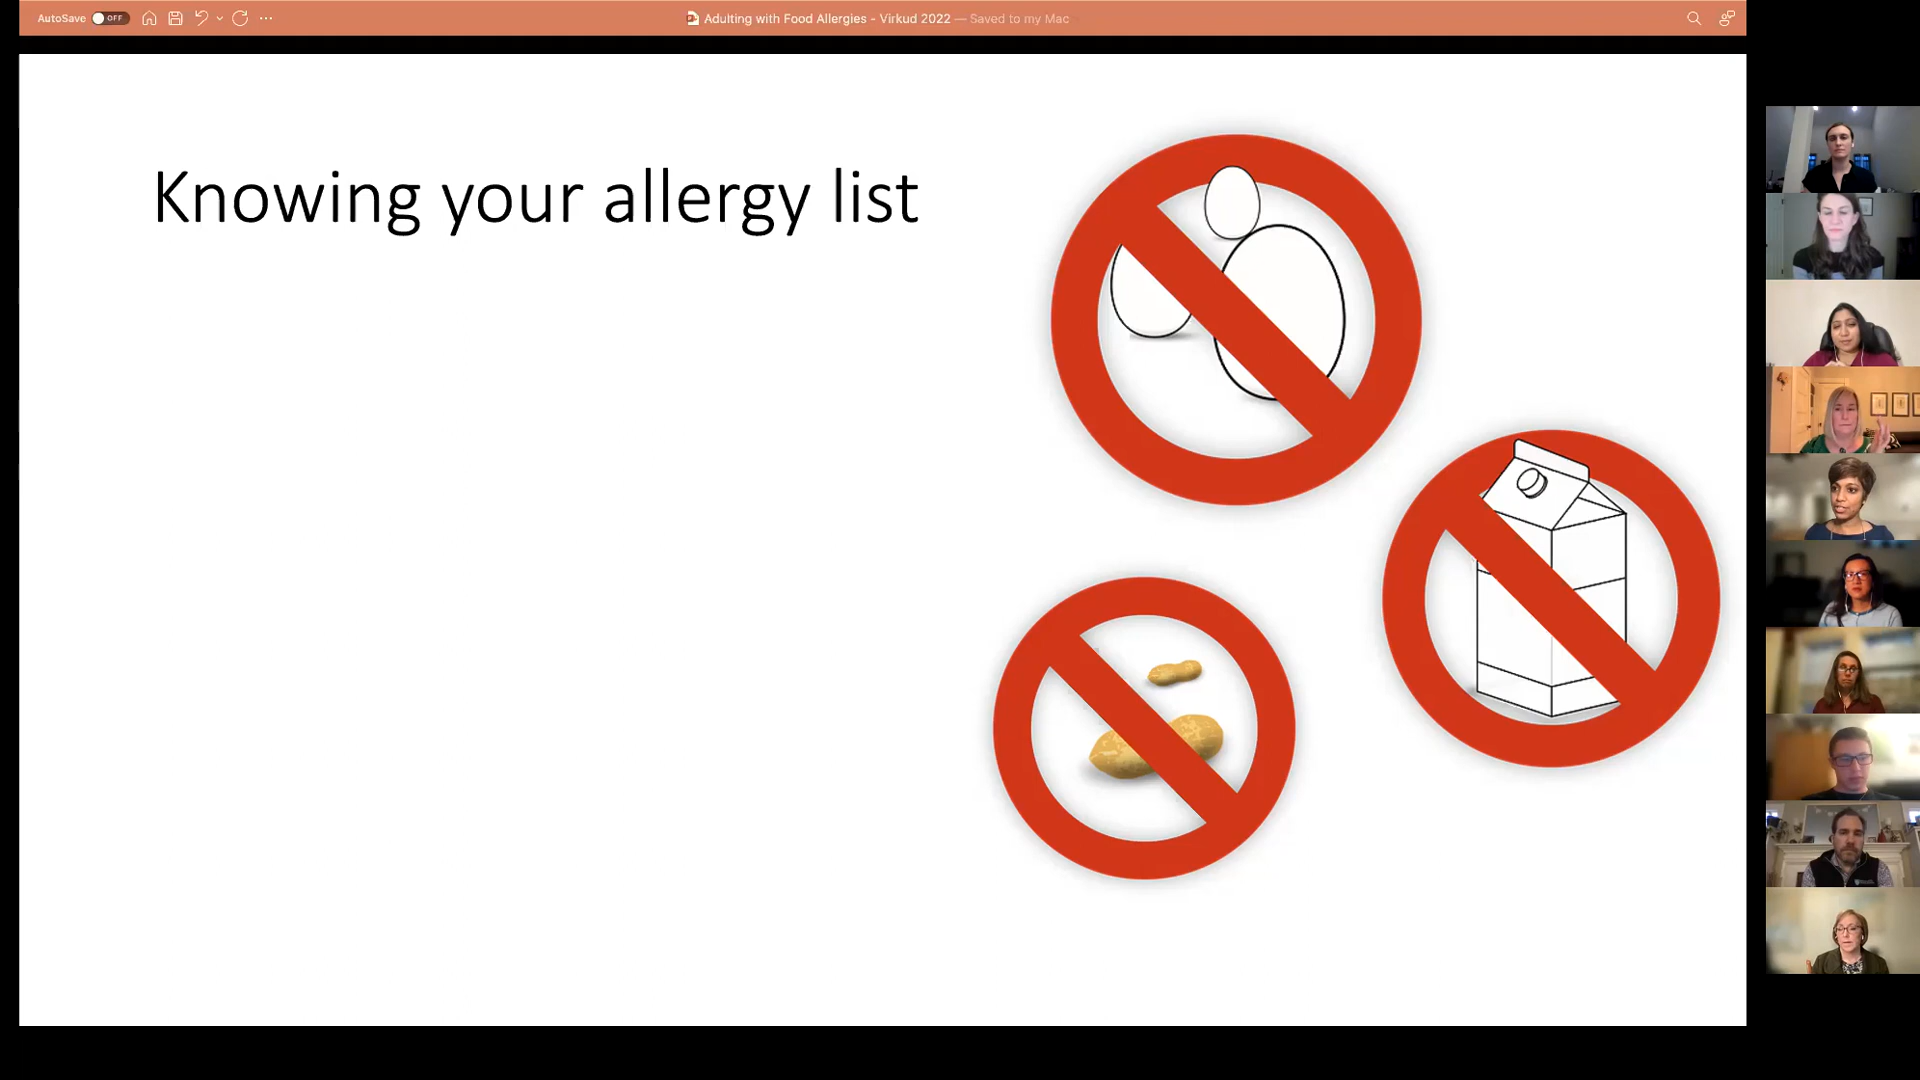 AutoSave OFF
Adulting with Food Allergies - Virkud 2022 — Saved to my Mac
Knowing your allergy list